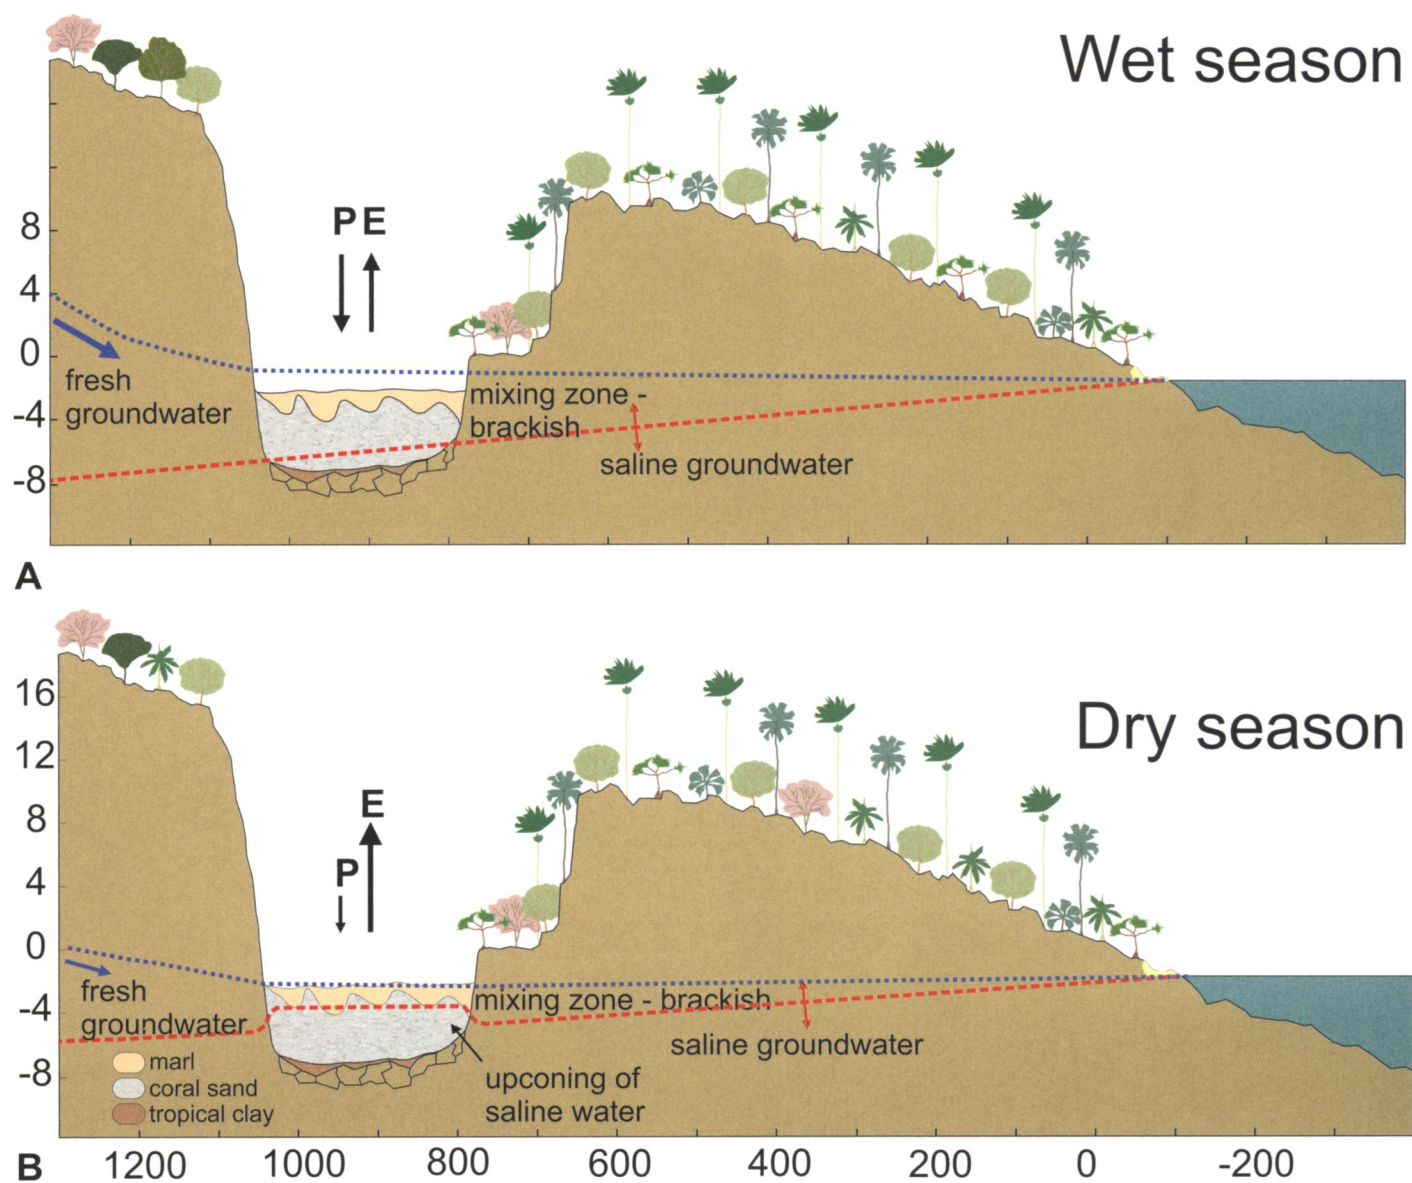 Wet season
P E
8
4
0
-4
-8
fresh
groundwater
mixing zone -
brackish
saline groundwater
A
Dry season
16
12
8
4
0
-4
-8
E
P
fresh
groundwater
mixing zone - brackish
saline groundwater
upconing of
saline water
marl
coral sand
tropical clay
B
1200 1000 800 600 400 200 0 -200